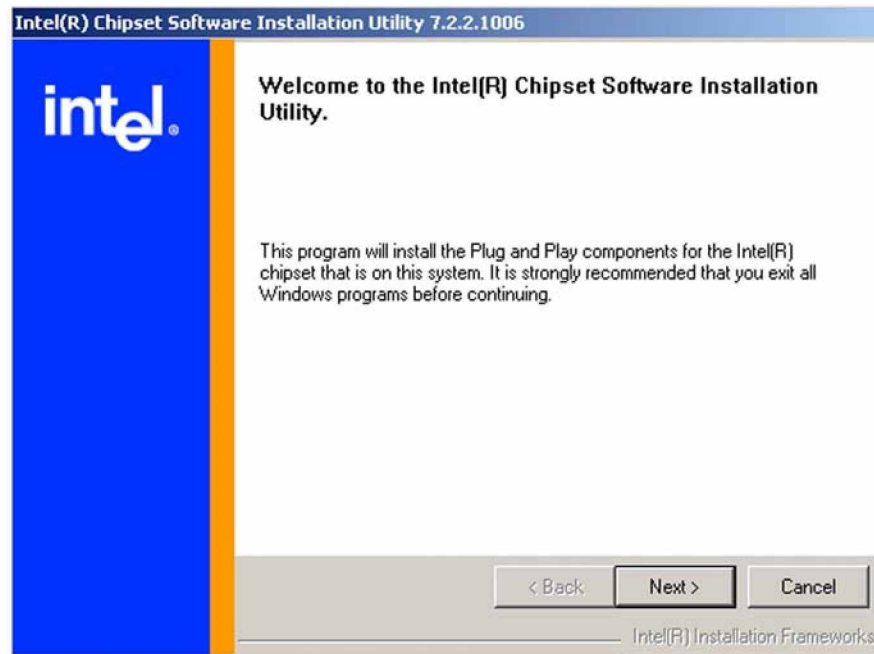 Intel(R) Chipset Software Installation Utility 7.2.2.1006
intel®
Welcome to the Intel(R) Chipset Software Installation
Utility.
This program will install the Plug and Play components for the Intel(R)
chipset that is on this system. It is strongly recommended that you exit all
Windows programs before continuing.
< Back
Next >
Cancel
Intel(R) Installation Frameworks